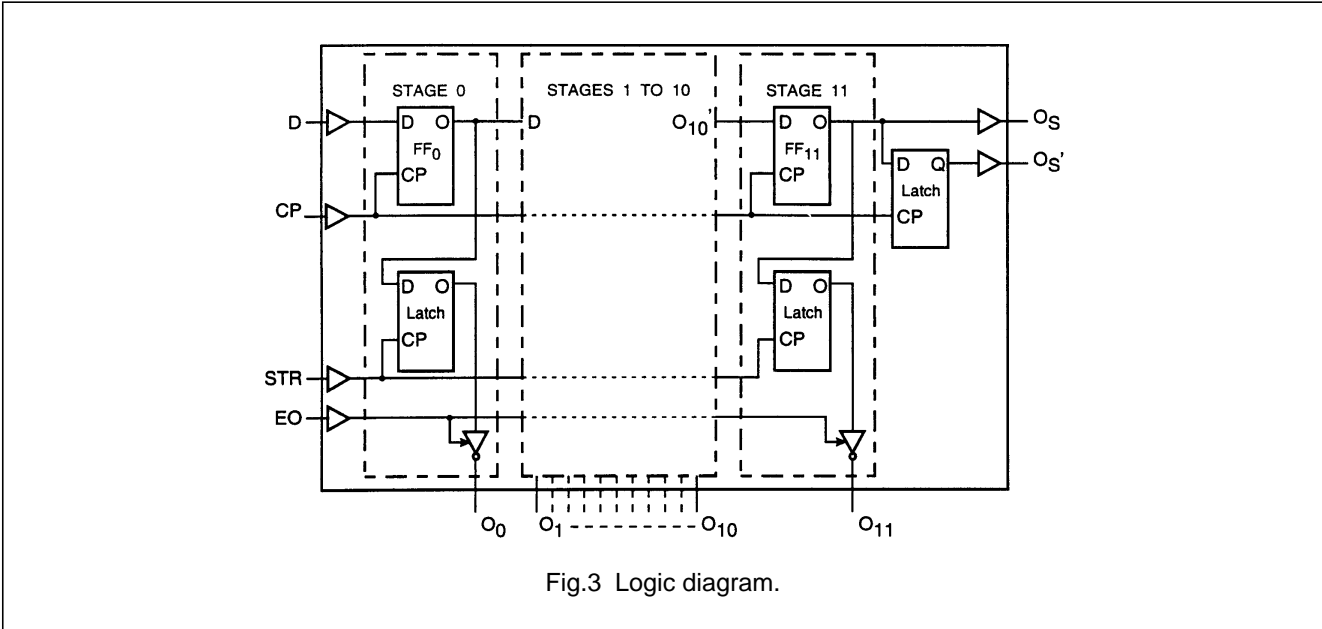 STAGE 0 STAGES 1 TO 10 STAGE 11
D D O D O10' D O OS
FF0 FF11 D Q OS'
CP CP Latch
CP CP
D O D O
Latch Latch
CP CP
STR
EO
O0 O1 O10 O11
Fig.3 Logic diagram.